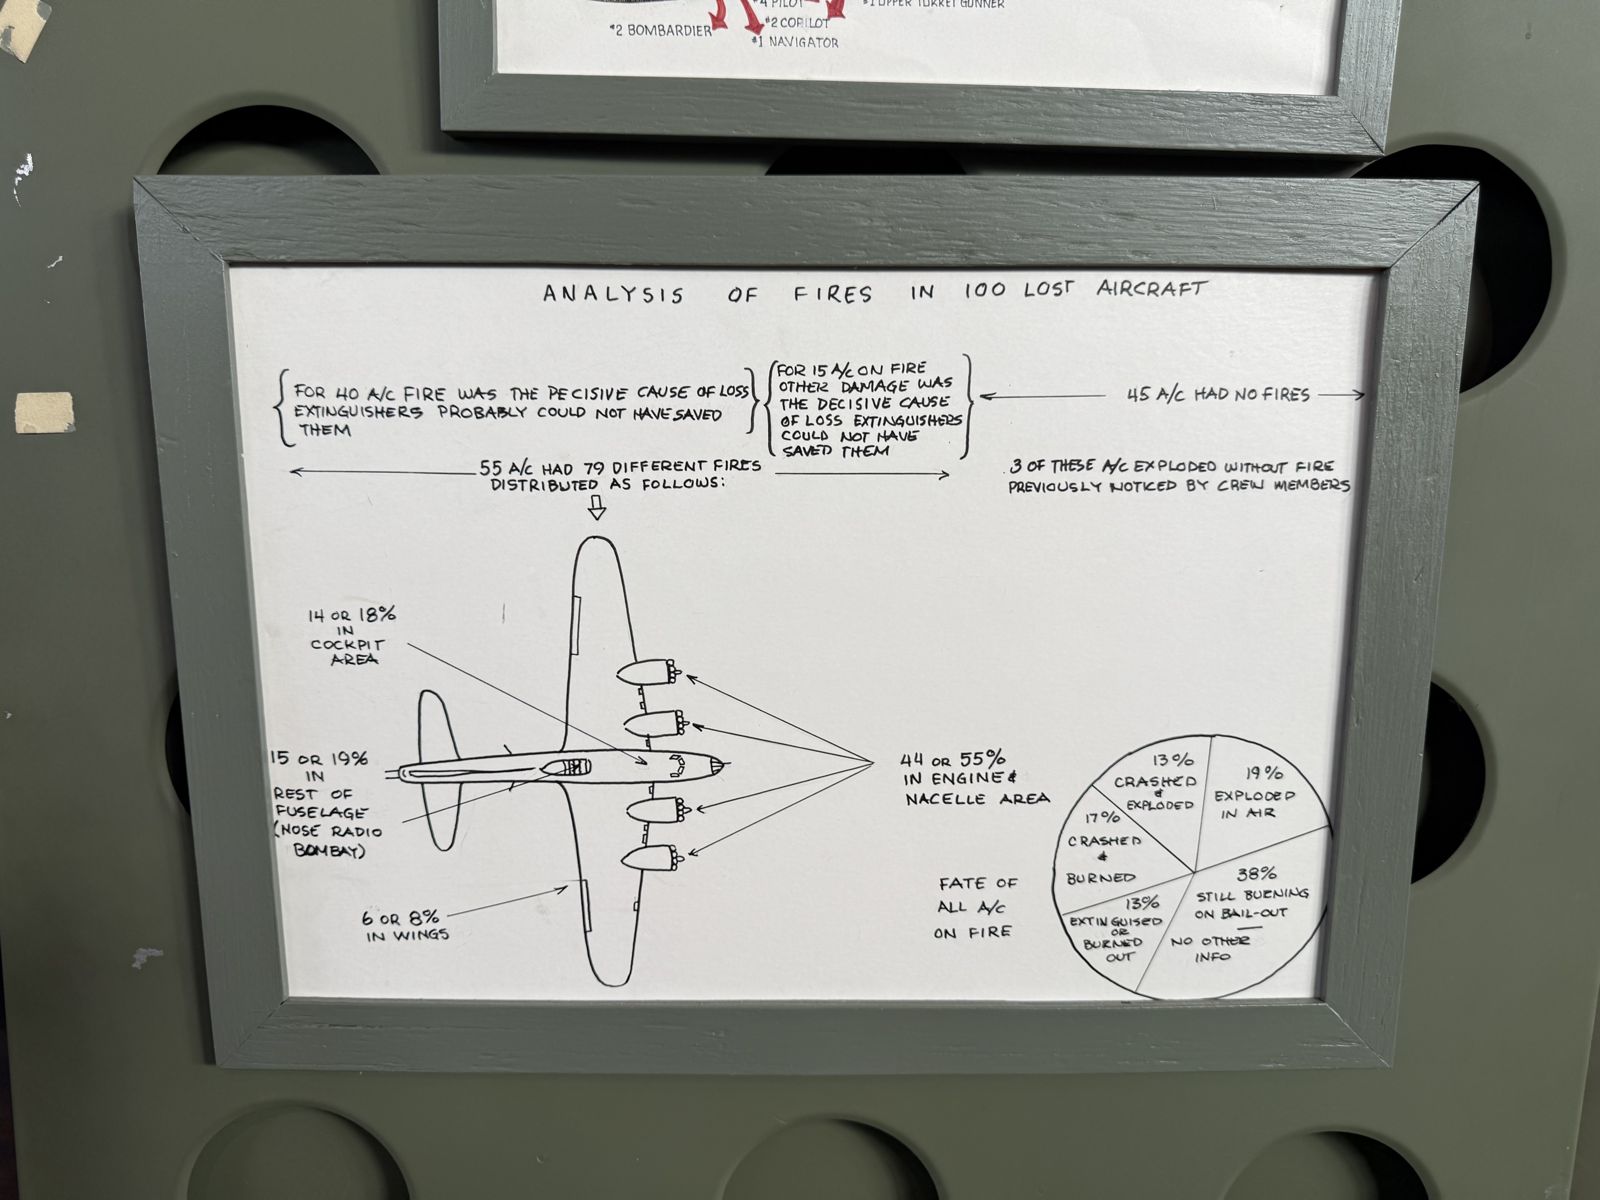 #4 PILOT
#1 UPPER TURRET GUNNER
#2 COPILOT
#2 BOMBARDIER
#1 NAVIGATOR
ANALYSIS OF FIRES IN 100 LOST AIRCRAFT
FOR 40 A/C FIRE WAS THE DECISIVE CAUSE OF LOSS
EXTINGUISHERS PROBABLY COULD NOT HAVE SAVED
THEM
FOR 15 A/C ON FIRE
OTHER DAMAGE WAS
THE DECISIVE CAUSE
OF LOSS EXTINGUISHERS
COULD NOT HAVE
SAVED THEM
45 A/C HAD NO FIRES
55 A/C HAD 79 DIFFERENT FIRES
DISTRIBUTED AS FOLLOWS:
3 OF THESE A/C EXPLODED WITHOUT FIRE
PREVIOUSLY NOTICED BY CREW MEMBERS
14 OR 18%
IN
COCKPIT
AREA
15 OR 19%
IN
REST OF
FUSELAGE
(NOSE RADIO
BOMBAY)
6 OR 8%
IN WINGS
44 OR 55%
IN ENGINE &
NACELLE AREA
FATE OF
ALL A/C
ON FIRE
13%
CRASHED
&
EXPLODED
19%
EXPLODED
IN AIR
17%
CRASHED
&
BURNED
13%
EXTINGUISED
OR
BURNED
OUT
38%
STILL BURNING
ON BAIL-OUT
—
NO OTHER
INFO